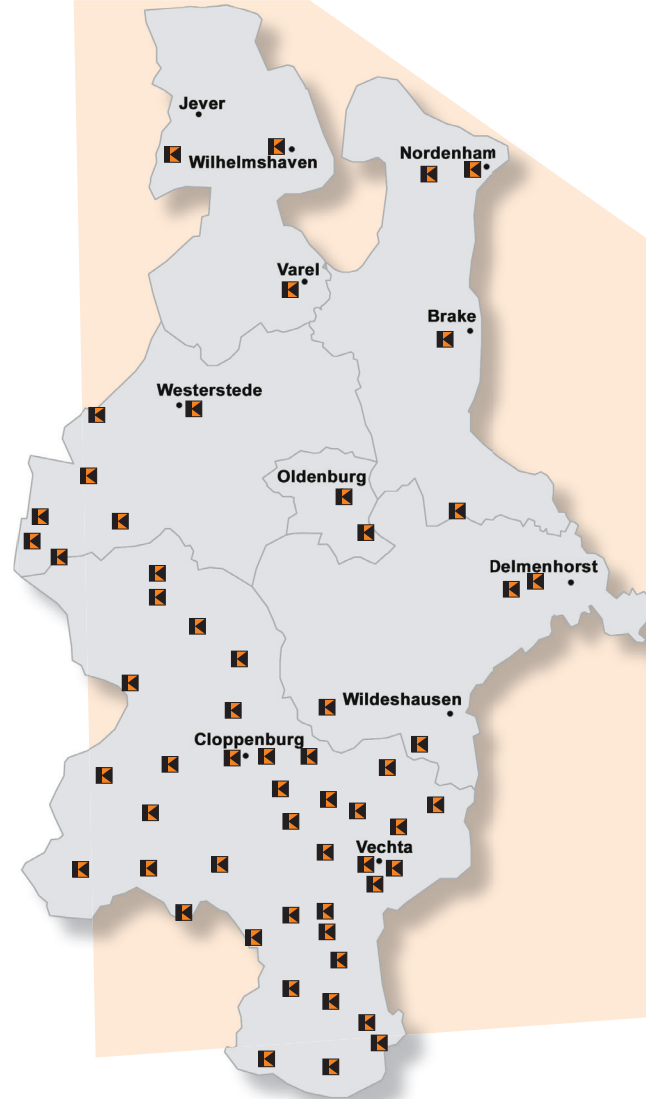 Jever
Wilhelmshaven
Nordenham
Varel
Brake
Westerstede
Oldenburg
Delmenhorst
Wildeshausen
Cloppenburg
Vechta